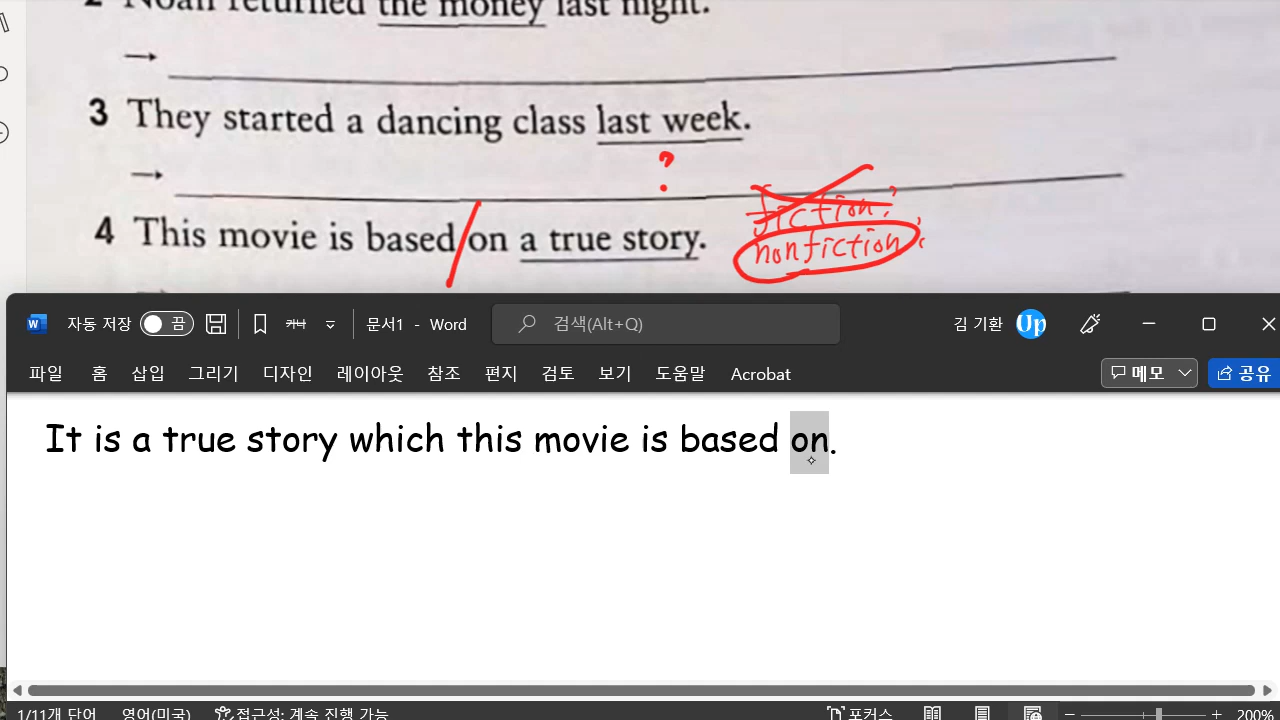 2 Noah returned the money last night.
→
3 They started a dancing class last week.
→
?
4 This movie is based on a true story.
fiction?
nonfiction
자동 저장 끔 가나 문서1 - Word 검색(Alt+Q) 김 기환 Up
파일 홈 삽입 그리기 디자인 레이아웃 참조 편지 검토 보기 도움말 Acrobat 메모 공유
It is a true story which this movie is based on.
1/11개 단어 영어(미국) 접근성: 계속 진행 가능 포커스 200%